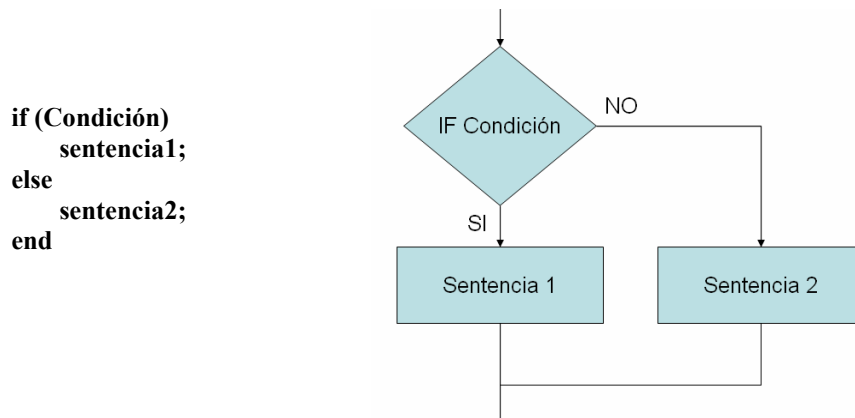 if (Condición)
sentencia1;
else
sentencia2;
end
IF Condición
NO
SI
Sentencia 1
Sentencia 2